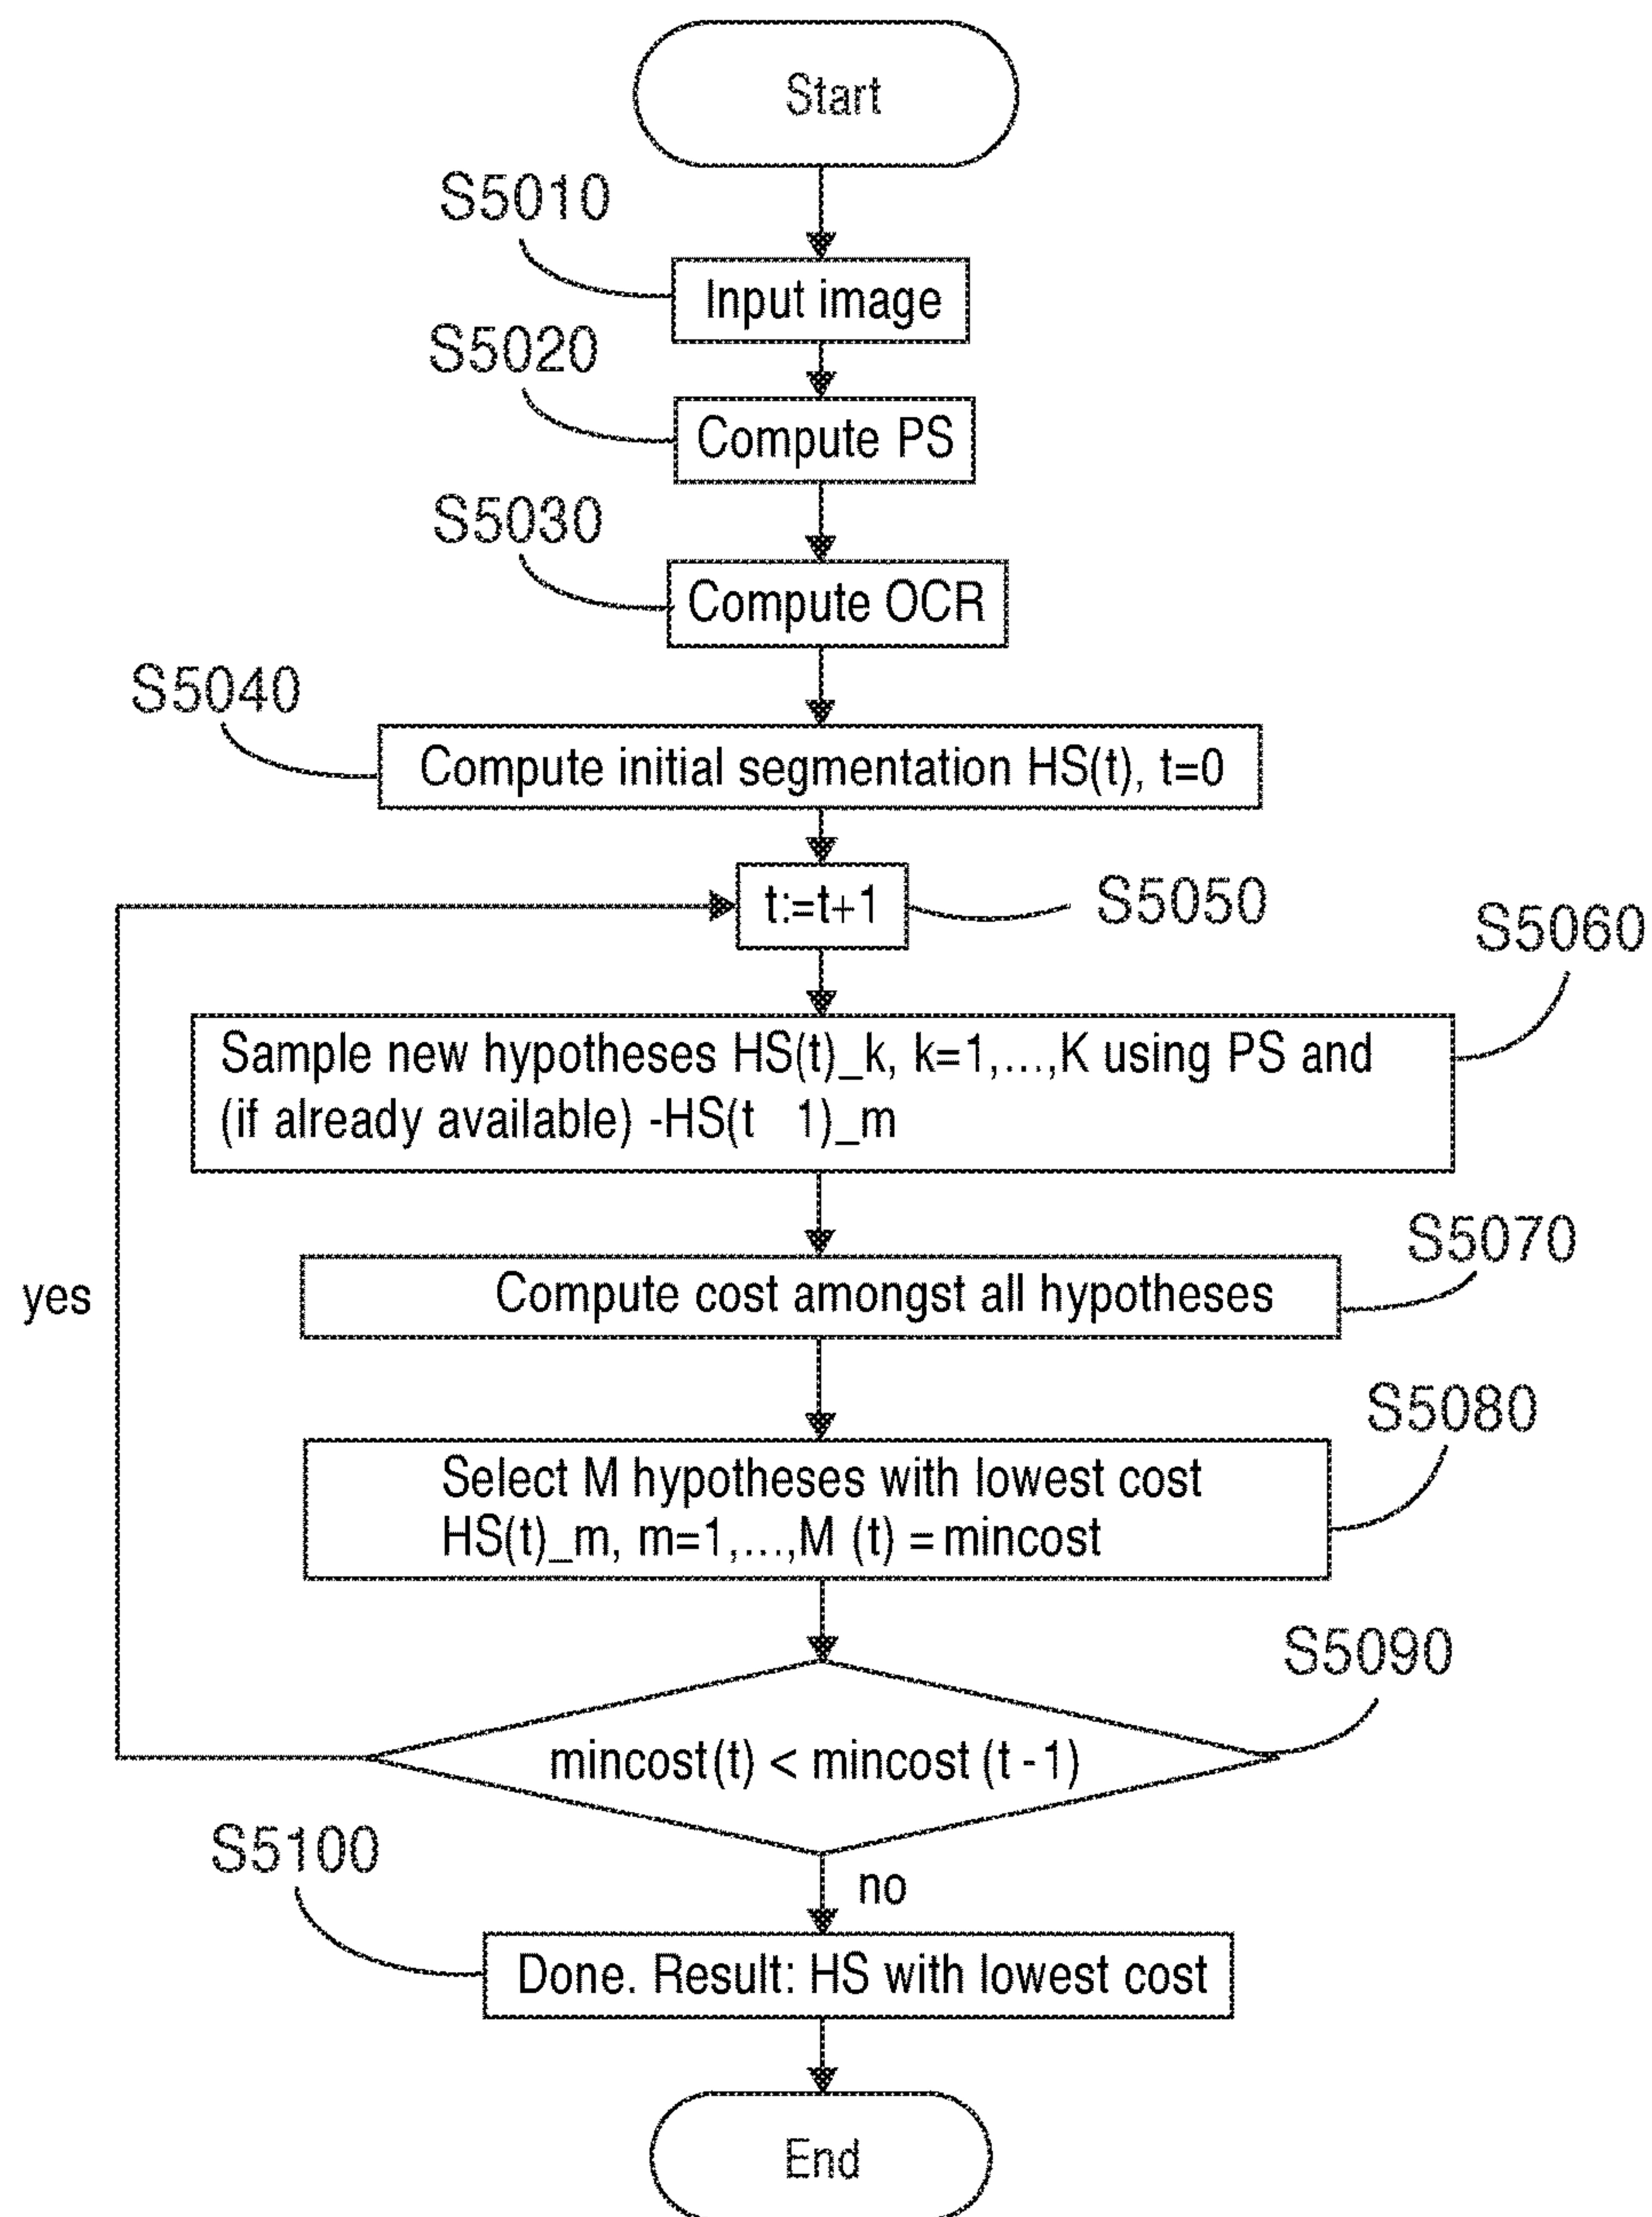 Start
S5010
Input image
S5020
Compute PS
S5030
Compute OCR
S5040
Compute initial segmentation HS(t), t=0
t:=t+1
S5050
S5060
Sample new hypotheses HS(t)_k, k=1,...,K using PS and
(if already available) -HS(t 1)_m
S5070
Compute cost amongst all hypotheses
yes
S5080
Select M hypotheses with lowest cost
HS(t)_m, m=1,...,M (t) = mincost
S5090
mincost(t) < mincost (t -1)
S5100
no
Done. Result: HS with lowest cost
End